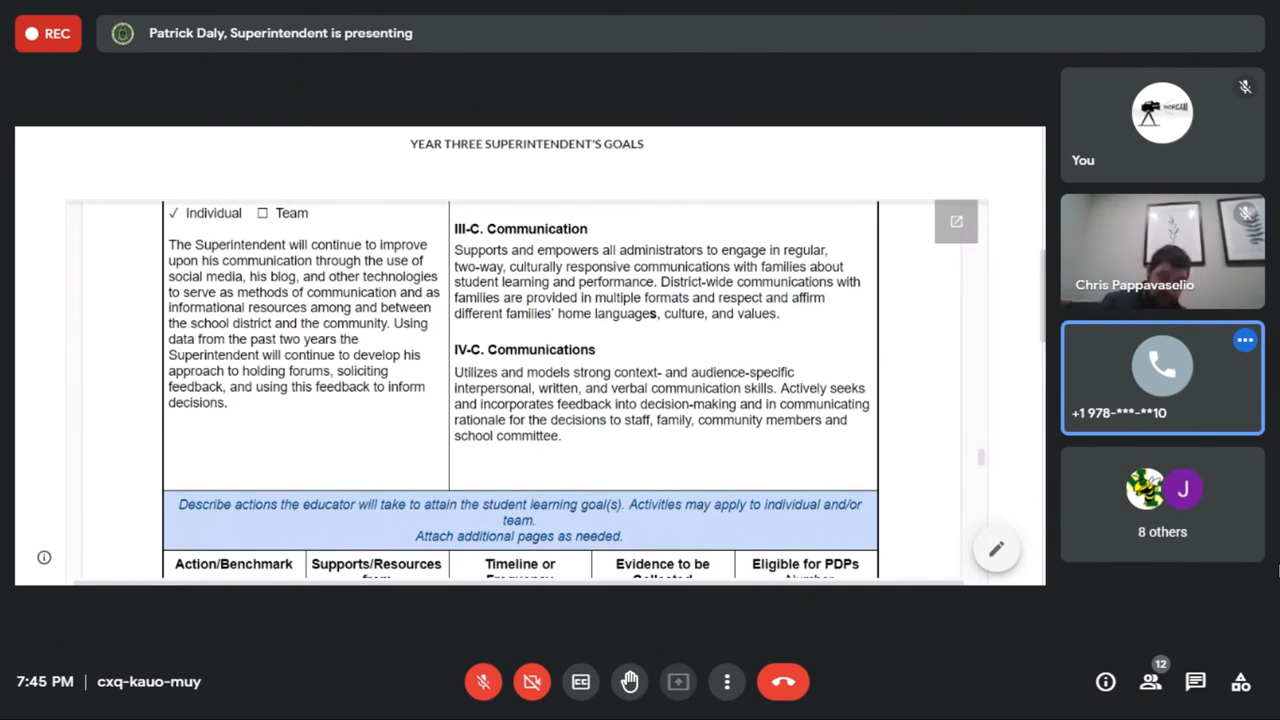 REC
Patrick Daly, Superintendent is presenting
YEAR THREE SUPERINTENDENT'S GOALS
✓ Individual ☐ Team
The Superintendent will continue to improve
upon his communication through the use of
social media, his blog, and other technologies
to serve as methods of communication and as
informational resources among and between
the school district and the community. Using
data from the past two years the
Superintendent will continue to develop his
approach to holding forums, soliciting
feedback, and using this feedback to inform
decisions.
III-C. Communication
Supports and empowers all administrators to engage in regular,
two-way, culturally responsive communications with families about
student learning and performance. District-wide communications with
families are provided in multiple formats and respect and affirm
different families' home languages, culture, and values.
IV-C. Communications
Utilizes and models strong context- and audience-specific
interpersonal, written, and verbal communication skills. Actively seeks
and incorporates feedback into decision-making and in communicating
rationale for the decisions to staff, family, community members and
school committee.
Describe actions the educator will take to attain the student learning goal(s). Activities may apply to individual and/or
team.
Attach additional pages as needed.
Action/Benchmark
Supports/Resources
from
Timeline or
Frequency
Evidence to be
Collected
Eligible for PDPs
Number
NORCAM
You
Chris Pappavaselio
+1 978-***-**10
J
8 others
7:45 PM | cxq-kauo-muy
12